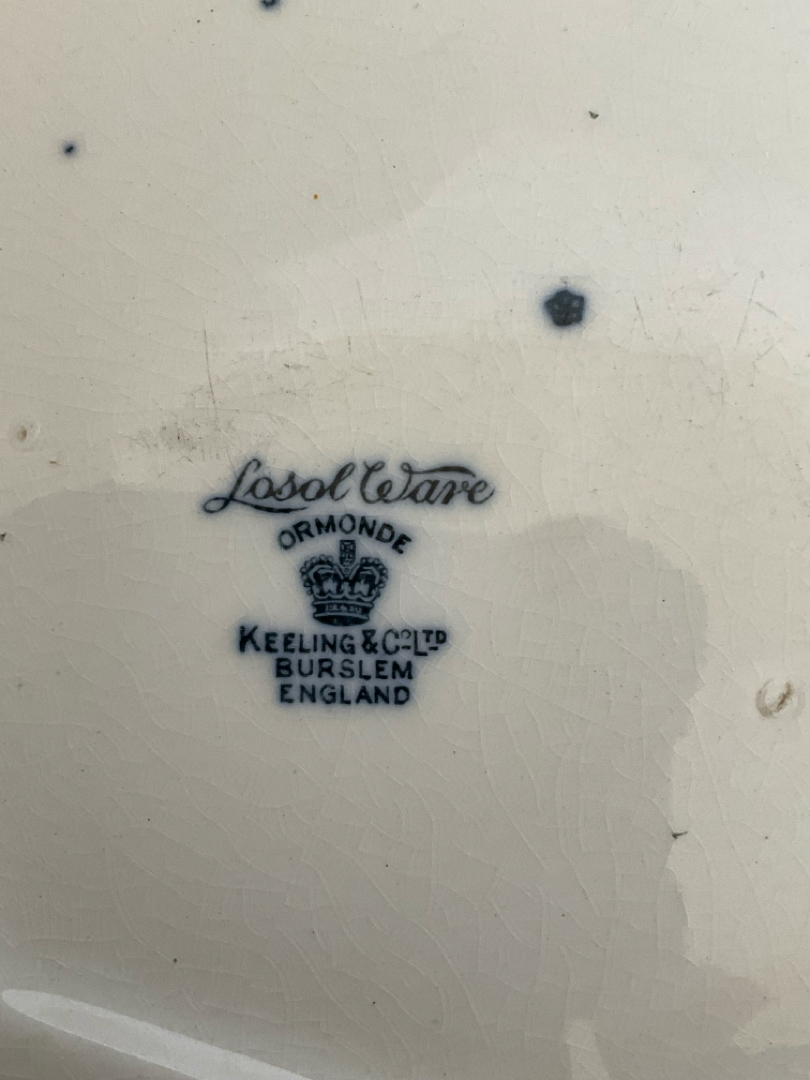 Losol Ware
ORMONDE
KEELING & Cº LTD
BURSLEM
ENGLAND